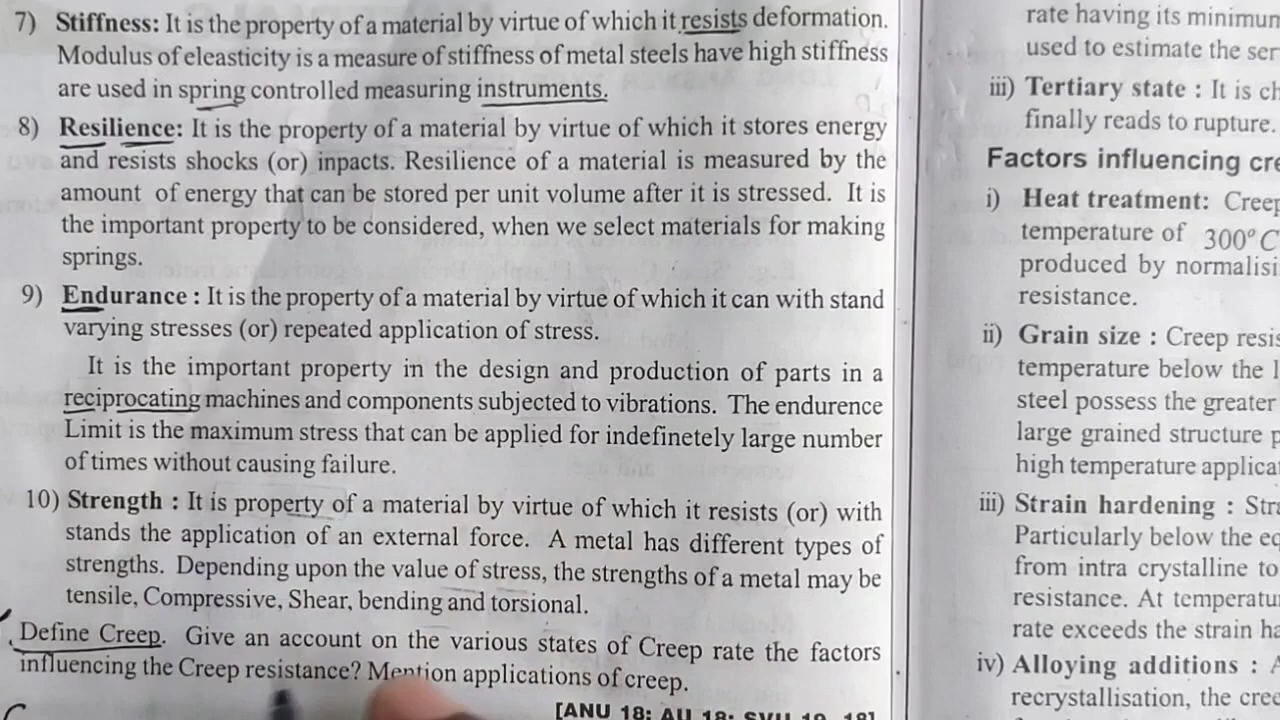 7) Stiffness: It is the property of a material by virtue of which it resists deformation.
Modulus of eleasticity is a measure of stiffness of metal steels have high stiffness
are used in spring controlled measuring instruments.
8) Resilience: It is the property of a material by virtue of which it stores energy
and resists shocks (or) inpacts. Resilience of a material is measured by the
amount of energy that can be stored per unit volume after it is stressed. It is
the important property to be considered, when we select materials for making
springs.
9) Endurance : It is the property of a material by virtue of which it can with stand
varying stresses (or) repeated application of stress.
It is the important property in the design and production of parts in a
reciprocating machines and components subjected to vibrations. The endurence
Limit is the maximum stress that can be applied for indefinetely large number
of times without causing failure.
10) Strength : It is property of a material by virtue of which it resists (or) with
stands the application of an external force. A metal has different types of
strengths. Depending upon the value of stress, the strengths of a metal may be
tensile, Compressive, Shear, bending and torsional.
Define Creep. Give an account on the various states of Creep rate the factors
influencing the Creep resistance? Mention applications of creep.
[ANU 18; AU 18; SVU 19, 18]
rate having its
used to estimate the
iii) Tertiary state : It is
finally reads to rupture.
Factors influencing
i) Heat treatment:
temperature of 300° C
produced by
resistance.
ii) Grain size : Creep
temperature below the
steel possess the greater
large grained structure
high temperature
iii) Strain hardening :
Particularly below the
from intra crystalline to
resistance. At
rate exceeds the strain
iv) Alloying additions :
recrystallisation, the